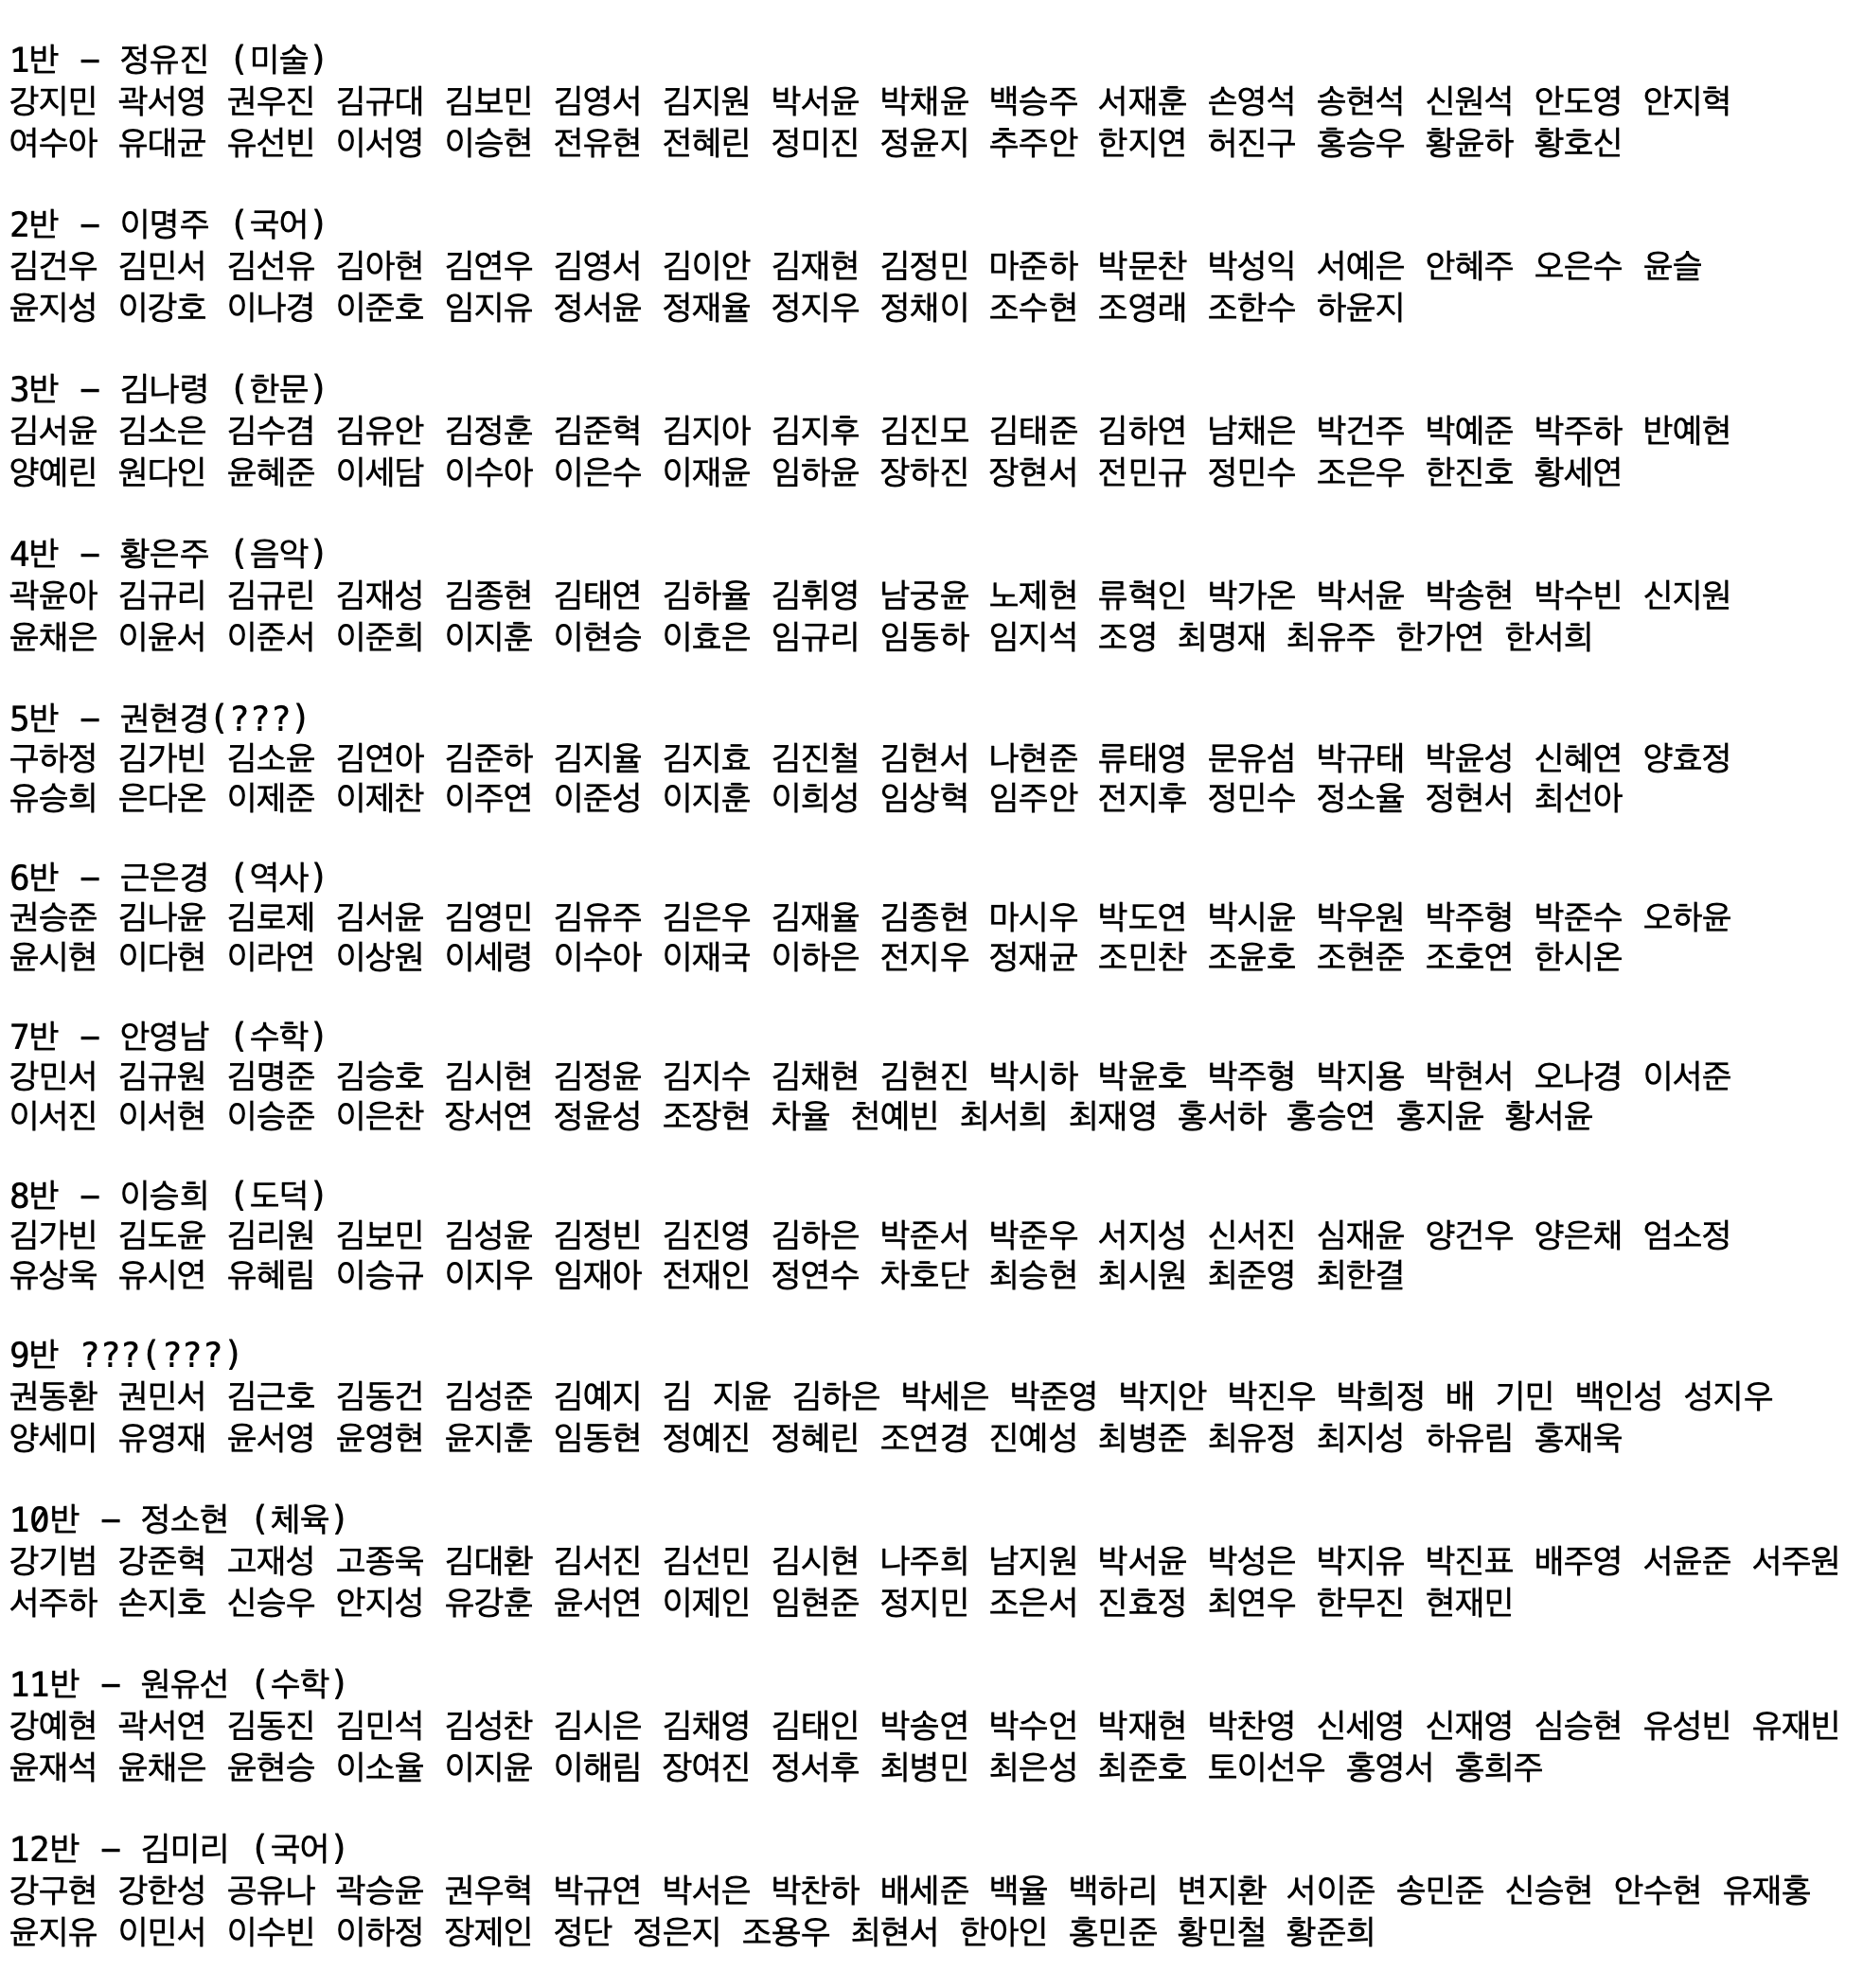 1반 – 정유진 (미술)
강지민 곽서영 권우진 김규대 김보민 김영서 김지원 박서윤 박채윤 백승주 서재훈 손영석 송현석 신원석 안도영 안지혁
여수아 유대균 유선빈 이서영 이승현 전유현 전혜린 정미진 정윤지 추주안 한지연 허진구 홍승우 황윤하 황호신
2반 – 이명주 (국어)
김건우 김민서 김선유 김아현 김연우 김영서 김이안 김재현 김정민 마준하 박문찬 박성익 서예은 안혜주 오은수 윤슬
윤지성 이강호 이나경 이준호 임지유 정서윤 정재율 정지우 정채이 조수현 조영래 조한수 하윤지
3반 – 김나령 (한문)
김서윤 김소은 김수겸 김유안 김정훈 김준혁 김지아 김지후 김진모 김태준 김하연 남채은 박건주 박예준 박주하 반예현
양예린 원다인 윤혜준 이세담 이수아 이은수 이재윤 임하윤 장하진 장현서 전민규 정민수 조은우 한진호 황세연
4반 – 황은주 (음악)
곽윤아 김규리 김규린 김재성 김종현 김태연 김하율 김휘영 남궁윤 노제현 류혁인 박가온 박서윤 박송현 박수빈 신지원
윤채은 이윤서 이준서 이준희 이지훈 이현승 이효은 임규리 임동하 임지석 조영 최명재 최유주 한가연 한서희
5반 – 권현경(???)
구하정 김가빈 김소윤 김연아 김준하 김지율 김지효 김진철 김현서 나현준 류태영 문유섬 박규태 박윤성 신혜연 양효정
유승희 은다온 이제준 이제찬 이주연 이준성 이지훈 이희성 임상혁 임주안 전지후 정민수 정소율 정현서 최선아
6반 – 근은경 (역사)
권승준 김나윤 김로제 김서윤 김영민 김유주 김은우 김재율 김종현 마시우 박도연 박시윤 박우원 박주형 박준수 오하윤
윤시현 이다현 이라연 이상원 이세령 이수아 이재국 이하은 전지우 정재규 조민찬 조윤호 조현준 조호연 한시온
7반 – 안영남 (수학)
강민서 김규원 김명준 김승호 김시현 김정윤 김지수 김채현 김현진 박시하 박윤호 박주형 박지용 박현서 오나경 이서준
이서진 이서현 이승준 이은찬 장서연 정윤성 조장현 차율 천예빈 최서희 최재영 홍서하 홍승연 홍지윤 황서윤
8반 – 이승희 (도덕)
김가빈 김도윤 김리원 김보민 김성윤 김정빈 김진영 김하은 박준서 박준우 서지성 신서진 심재윤 양건우 양은채 엄소정
유상욱 유시연 유혜림 이승규 이지우 임재아 전재인 정연수 차호단 최승현 최시원 최준영 최한결
9반 ???(???)
권동환 권민서 김근호 김동건 김성준 김예지 김 지윤 김하은 박세은 박준영 박지안 박진우 박희정 배 기민 백인성 성지우
양세미 유영재 윤서영 윤영현 윤지훈 임동현 정예진 정혜린 조연경 진예성 최병준 최유정 최지성 하유림 홍재욱
10반 – 정소현 (체육)
강기범 강준혁 고재성 고종욱 김대환 김서진 김선민 김시현 나주희 남지원 박서윤 박성은 박지유 박진표 배주영 서윤준 서주원
서주하 손지호 신승우 안지성 유강훈 윤서연 이제인 임현준 정지민 조은서 진효정 최연우 한무진 현재민
11반 – 원유선 (수학)
강예현 곽서연 김동진 김민석 김성찬 김시은 김채영 김태인 박송연 박수언 박재현 박찬영 신세영 신재영 심승현 유성빈 유재빈
윤재석 윤채은 윤현승 이소율 이지윤 이해림 장여진 정서후 최병민 최은성 최준호 토이선우 홍영서 홍희주
12반 – 김미리 (국어)
강구현 강한성 공유나 곽승윤 권우혁 박규연 박서은 박찬하 배세준 백율 백하리 변지환 서이준 송민준 신승현 안수현 유재홍
윤지유 이민서 이수빈 이하정 장제인 정단 정은지 조용우 최현서 한아인 홍민준 황민철 황준희